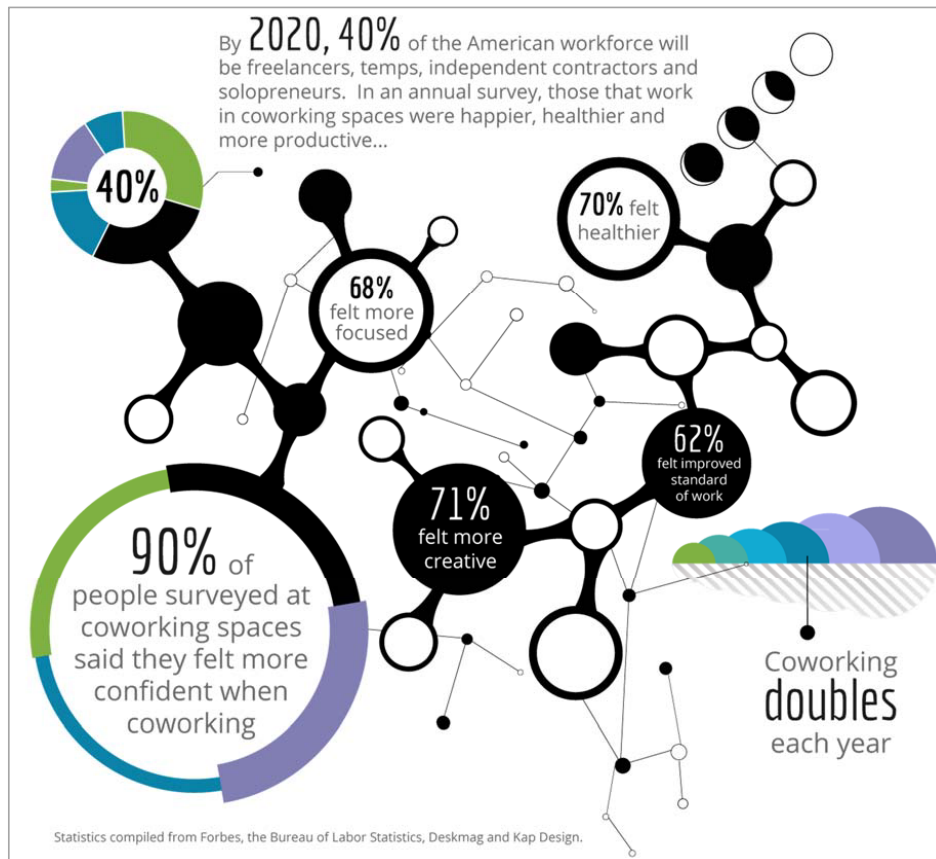 By 2020, 40% of the American workforce will
be freelancers, temps, independent contractors and
solopreneurs. In an annual survey, those that work
in coworking spaces were happier, healthier and
more productive...
40%
70% felt
healthier
68%
felt more
focused
62%
felt improved
standard
of work
71%
felt more
creative
90% of
people surveyed at
coworking spaces
said they felt more
confident when
coworking
Coworking
doubles
each year
Statistics compiled from Forbes, the Bureau of Labor Statistics, Deskmag and Kap Design.